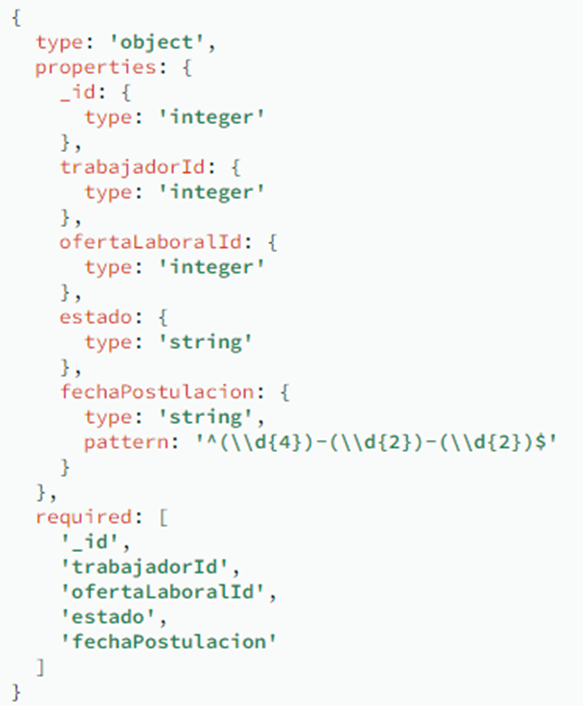 {
  type: 'object',
  properties: {
    _id: {
      type: 'integer'
    },
    trabajadorId: {
      type: 'integer'
    },
    ofertaLaboralId: {
      type: 'integer'
    },
    estado: {
      type: 'string'
    },
    fechaPostulacion: {
      type: 'string',
      pattern: '^(\\d{4})-(\\d{2})-(\\d{2})$'
    }
  },
  required: [
    '_id',
    'trabajadorId',
    'ofertaLaboralId',
    'estado',
    'fechaPostulacion'
  ]
}